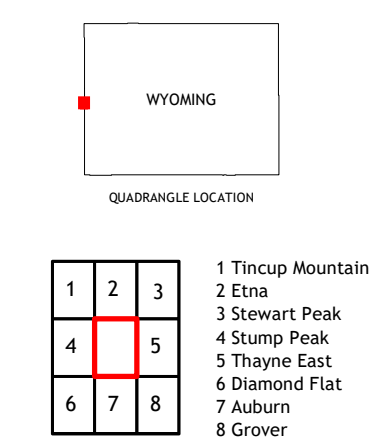 WYOMING
QUADRANGLE LOCATION
1 2 3
4 5
6 7 8
1 Tincup Mountain
2 Etna
3 Stewart Peak
4 Stump Peak
5 Thayne East
6 Diamond Flat
7 Auburn
8 Grover